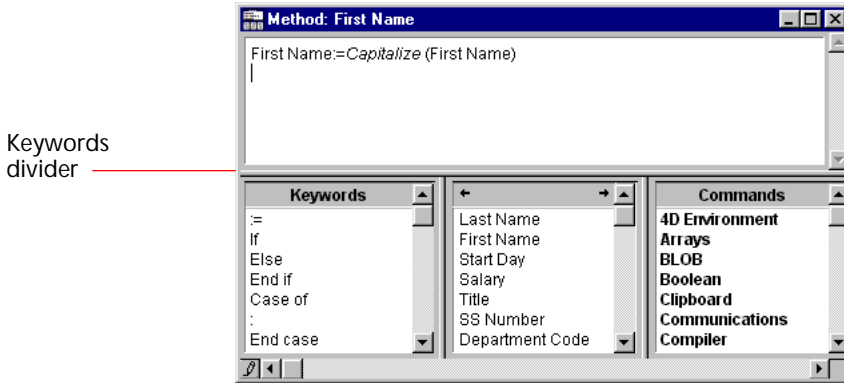 Method: First Name
First Name:=Capitalize (First Name)
Keywords
divider
Keywords
:=
If
Else
End if
Case of
:
End case
Last Name
First Name
Start Day
Salary
Title
SS Number
Department Code
Commands
4D Environment
Arrays
BLOB
Boolean
Clipboard
Communications
Compiler